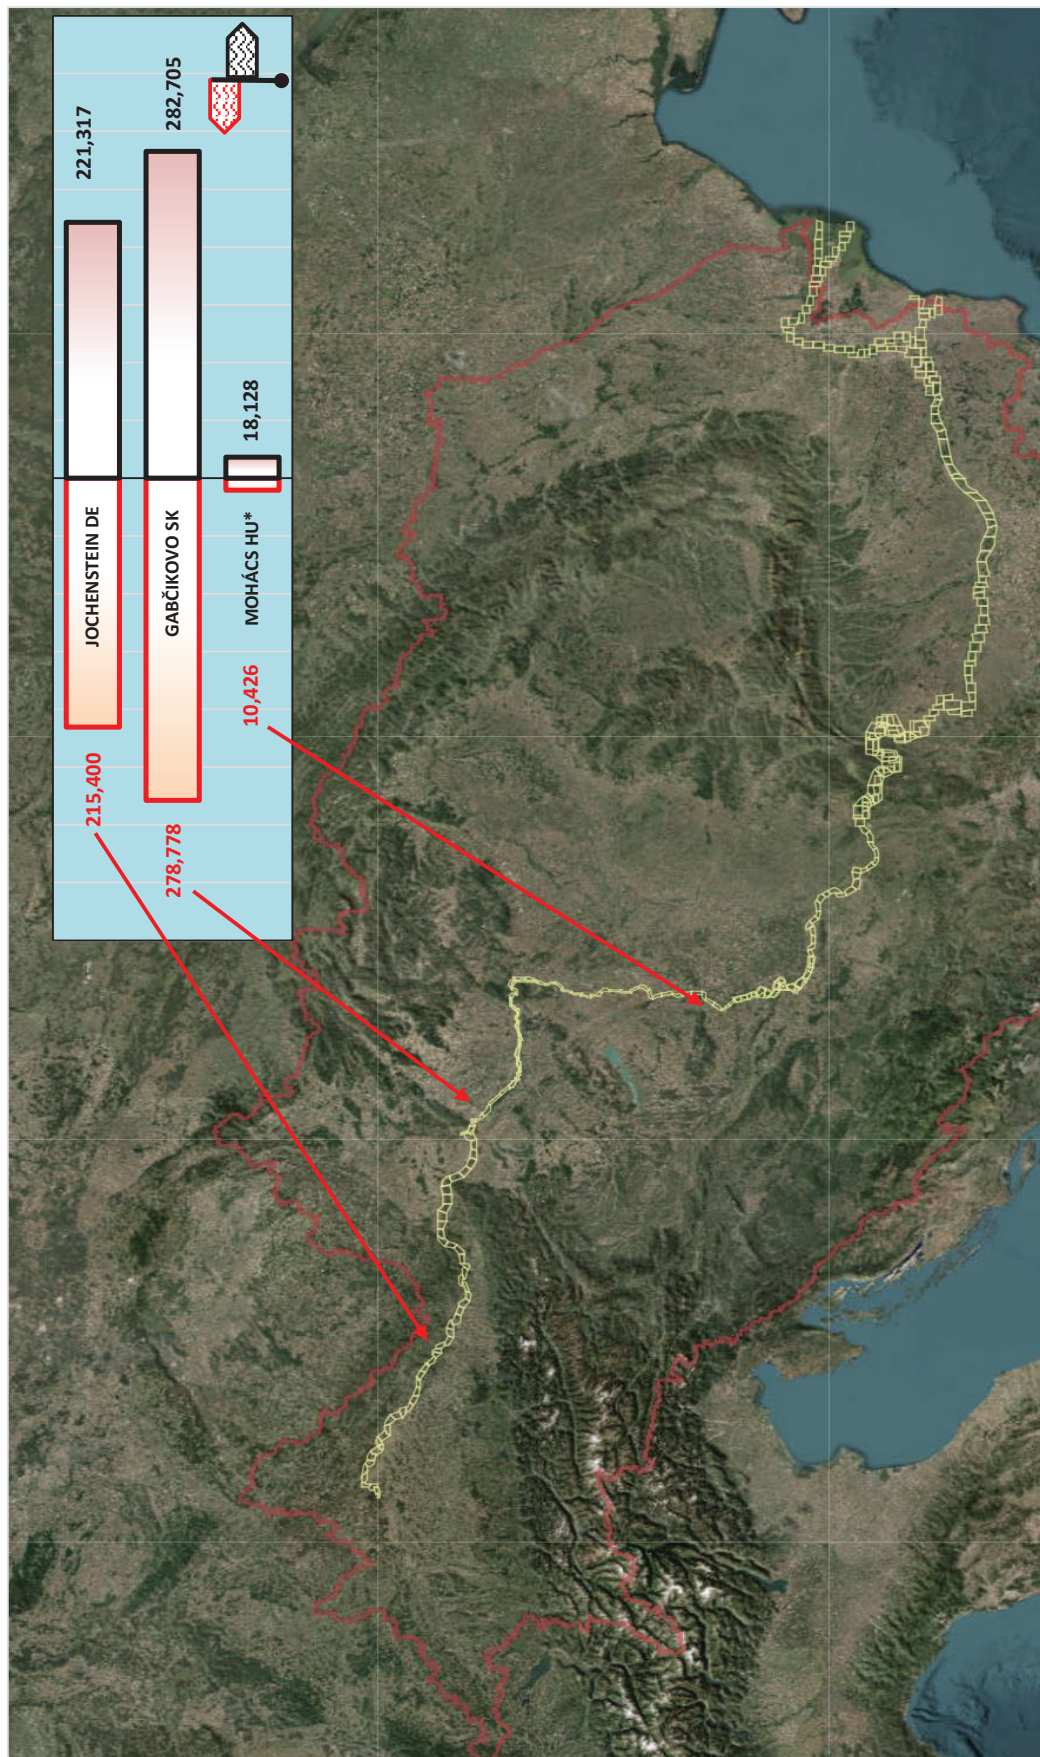 215,400 JOCHENSTEIN DE 221,317
278,778 GABČIKOVO SK 282,705
10,426 MOHÁCS HU* 18,128